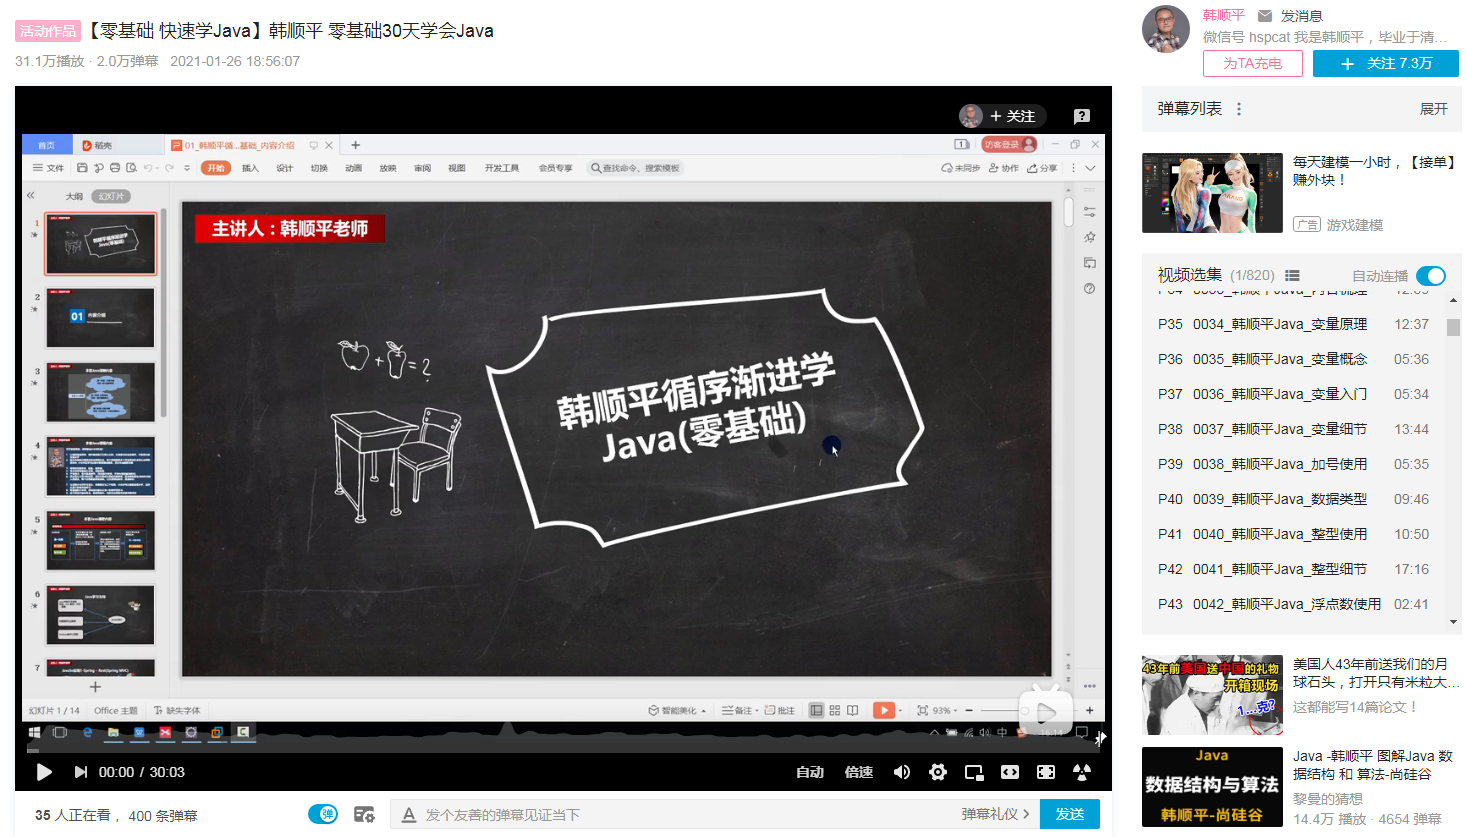 活动作品 【零基础 快速学Java】韩顺平 零基础30天学会Java
31.1万播放 · 2.0万弹幕 2021-01-26 18:56:07
韩顺平 发消息
微信号 hspcat 我是韩顺平，毕业于清...
为TA充电 + 关注 7.3万
+ 关注
首页 稻壳 01_韩顺平循...基础_内容介绍 + 1 访客登录
文件 开始 插入 设计 切换 动画 放映 审阅 视图 开发工具 会员专享 查找命令、搜索模板 未同步 协作 分享
大纲 幻灯片
1
2
01
3
4
5
6
7
主讲人：韩顺平老师
+ = ?
韩顺平循序渐进学
Java(零基础)
幻灯片 1 / 14 Office 主题 缺失字体 智能美化 备注 批注 93%
中 16:14
00:00 / 30:03 自动 倍速
35 人正在看， 400 条弹幕 弹 发个友善的弹幕见证当下 弹幕礼仪 > 发送
弹幕列表 展开
每天建模一小时，【接单】
赚外块！
广告 游戏建模
视频选集 (1/820) 自动连播
P35 0034_韩顺平Java_变量原理 12:37
P36 0035_韩顺平Java_变量概念 05:36
P37 0036_韩顺平Java_变量入门 05:34
P38 0037_韩顺平Java_变量细节 13:44
P39 0038_韩顺平Java_加号使用 05:35
P40 0039_韩顺平Java_数据类型 09:46
P41 0040_韩顺平Java_整型使用 10:50
P42 0041_韩顺平Java_整型细节 17:16
P43 0042_韩顺平Java_浮点数使用 02:41
43年前美国送中国的礼物
开箱现场
1...克?
美国人43年前送我们的月
球石头，打开只有米粒大...
这都能写14篇论文！
Java
数据结构与算法
韩顺平-尚硅谷
Java -韩顺平 图解Java 数
据结构 和 算法-尚硅谷
黎曼的猜想
14.4万 播放 · 4654 弹幕